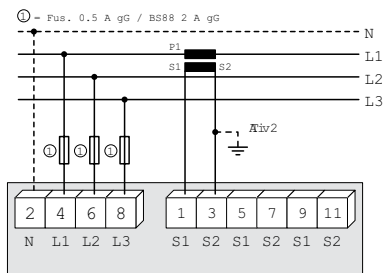 ① - Fus. 0.5 A gG / BS88 2 A gG
N
P1
L1
S1 S2
L2
L3
① ① ①
Ativ2
2 4 6 8 1 3 5 7 9 11
N L1 L2 L3 S1 S2 S1 S2 S1 S2